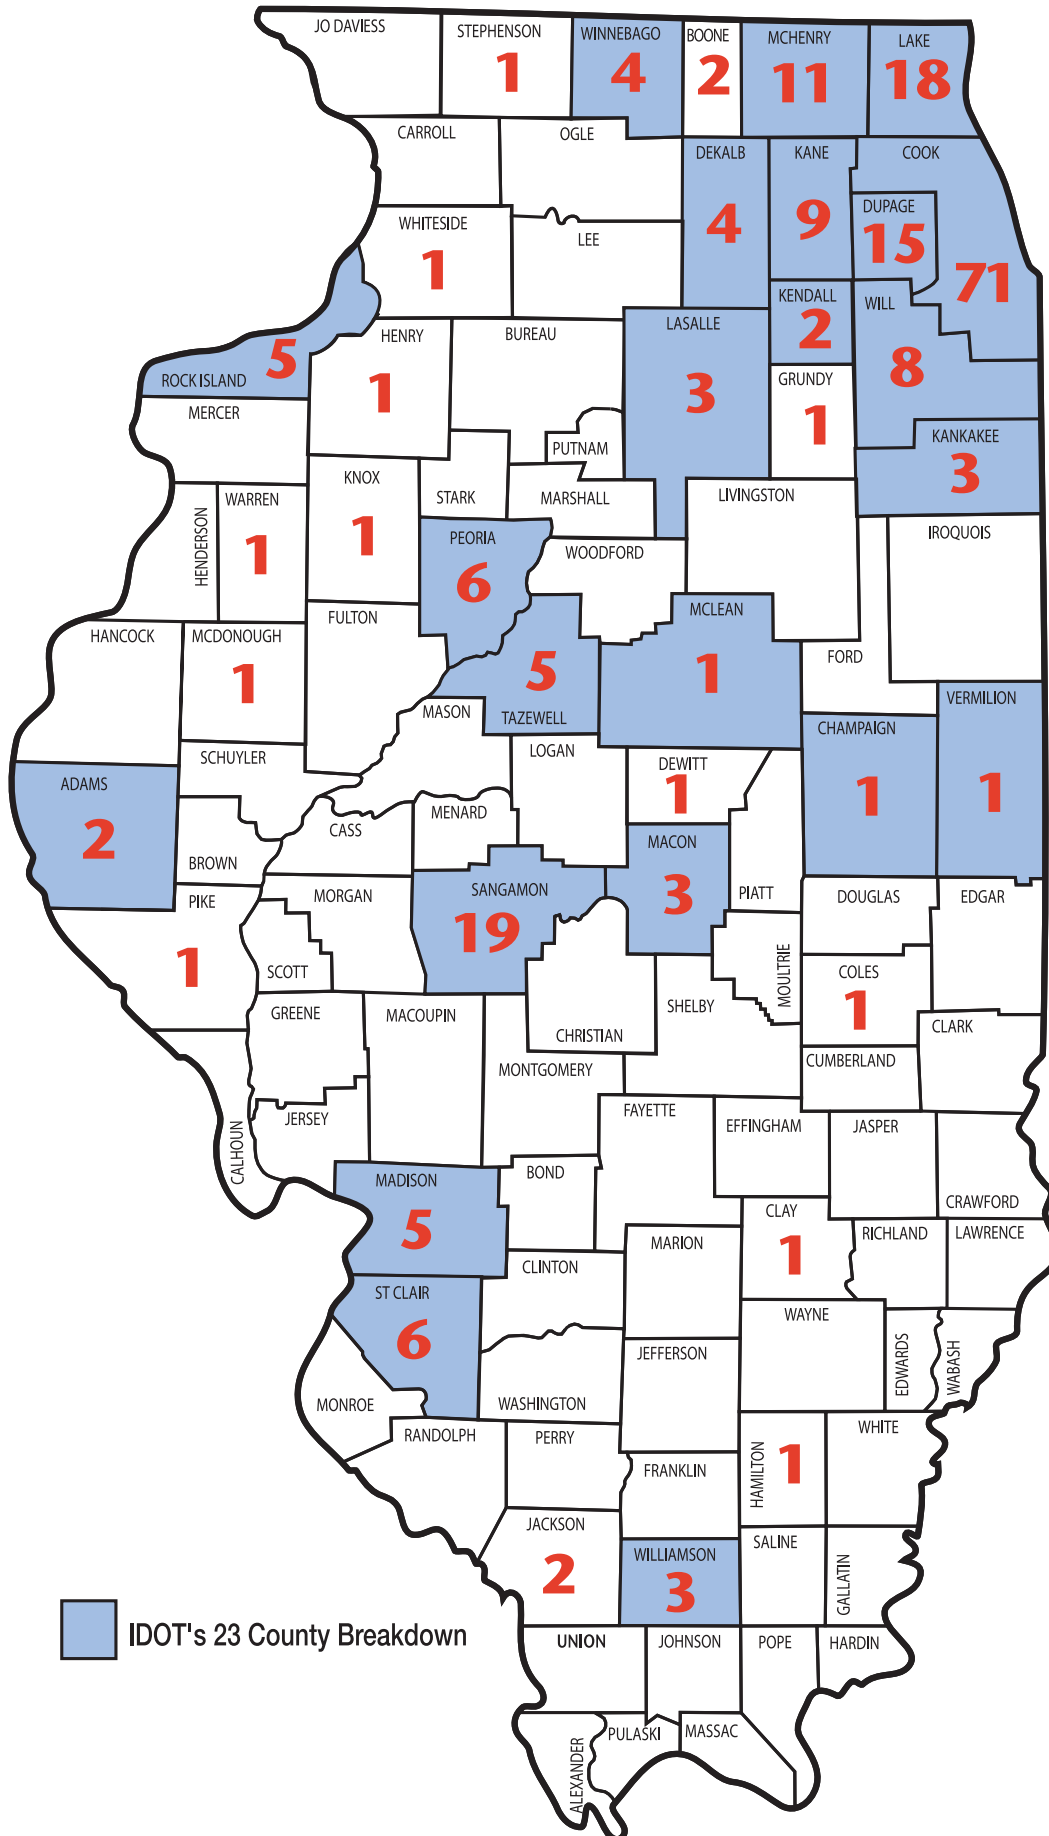 JO DAVIESS
STEPHENSON
1
WINNEBAGO
4
BOONE
2
MCHENRY
11
LAKE
18
CARROLL
OGLE
DEKALB
4
KANE
9
COOK
71
DUPAGE
15
WHITESIDE
1
LEE
KENDALL
2
WILL
8
ROCK ISLAND
5
HENRY
1
BUREAU
LASALLE
3
GRUNDY
1
MERCER
PUTNAM
KANKAKEE
3
KNOX
1
STARK
MARSHALL
LIVINGSTON
HENDERSON
WARREN
1
PEORIA
6
WOODFORD
IROQUOIS
HANCOCK
MCDONOUGH
1
FULTON
TAZEWELL
5
MCLEAN
1
FORD
MASON
VERMILION
1
CHAMPAIGN
1
SCHUYLER
LOGAN
DEWITT
1
ADAMS
2
BROWN
CASS
MENARD
MACON
3
PIATT
PIKE
1
MORGAN
SANGAMON
19
DOUGLAS
EDGAR
SCOTT
MOULTRIE
COLES
1
GREENE
MACOUPIN
CHRISTIAN
SHELBY
CLARK
MONTGOMERY
CUMBERLAND
JERSEY
CALHOUN
FAYETTE
EFFINGHAM
JASPER
CRAWFORD
MADISON
5
BOND
CLAY
1
RICHLAND
LAWRENCE
MARION
CLINTON
ST CLAIR
6
WAYNE
EDWARDS
WABASH
JEFFERSON
MONROE
WASHINGTON
RANDOLPH
PERRY
HAMILTON
1
WHITE
FRANKLIN
JACKSON
2
WILLIAMSON
3
SALINE
GALLATIN
IDOT's 23 County Breakdown
UNION
JOHNSON
POPE
HARDIN
ALEXANDER
PULASKI
MASSAC